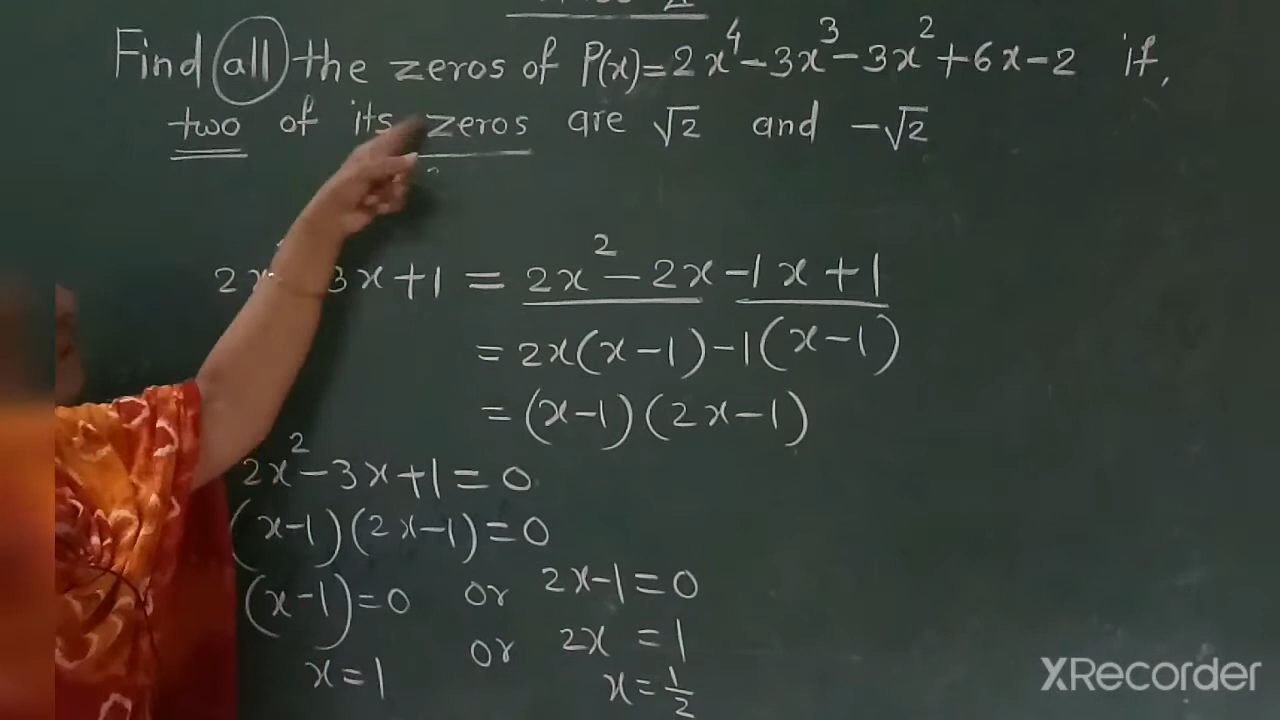 Find all the zeros of P(x)=2x⁴-3x³-3x²+6x-2 if,
two of its zeros are √2 and -√2
2x 3x+1 = 2x²-2x-1x+1
=2x(x-1)-1(x-1)
=(x-1)(2x-1)
2x²-3x+1=0
(x-1)(2x-1)=0
(x-1)=0 or 2x-1=0
or 2x=1
x=1 x=1/2
XRecorder